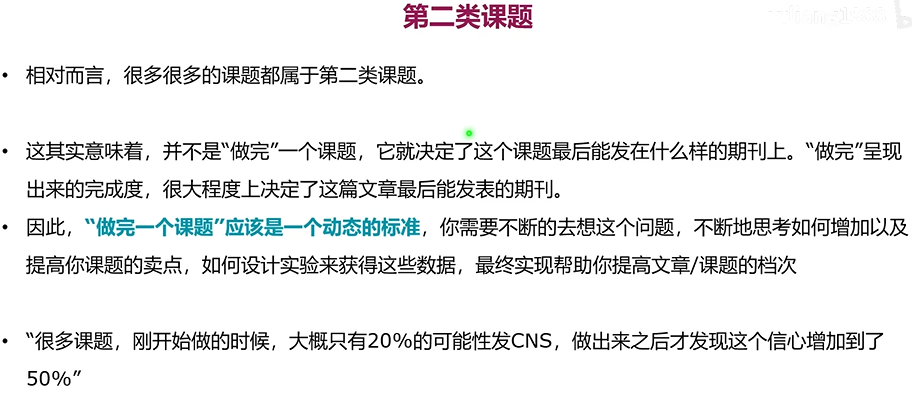 第二类课题
• 相对而言，很多很多的课题都属于第二类课题。
• 这其实意味着，并不是“做完”一个课题，它就决定了这个课题最后能发在什么样的期刊上。“做完”呈现
出来的完成度，很大程度上决定了这篇文章最后能发表的期刊。
• 因此，“做完一个课题”应该是一个动态的标准，你需要不断的去想这个问题，不断地思考如何增加以及
提高你课题的卖点，如何设计实验来获得这些数据，最终实现帮助你提高文章/课题的档次
• “很多课题，刚开始做的时候，大概只有20%的可能性发CNS，做出来之后才发现这个信心增加到了
50%”